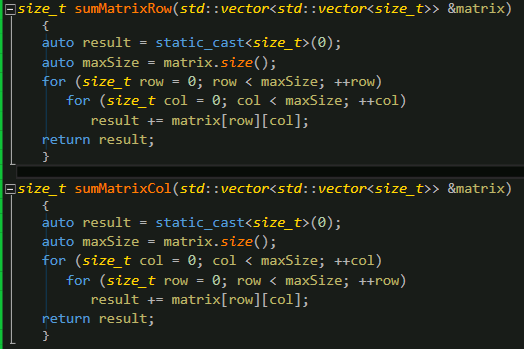 size_t sumMatrixRow(std::vector<std::vector<size_t>> &matrix)
{
auto result = static_cast<size_t>(0);
auto maxSize = matrix.size();
for (size_t row = 0; row < maxSize; ++row)
for (size_t col = 0; col < maxSize; ++col)
result += matrix[row][col];
return result;
}
size_t sumMatrixCol(std::vector<std::vector<size_t>> &matrix)
{
auto result = static_cast<size_t>(0);
auto maxSize = matrix.size();
for (size_t col = 0; col < maxSize; ++col)
for (size_t row = 0; row < maxSize; ++row)
result += matrix[row][col];
return result;
}